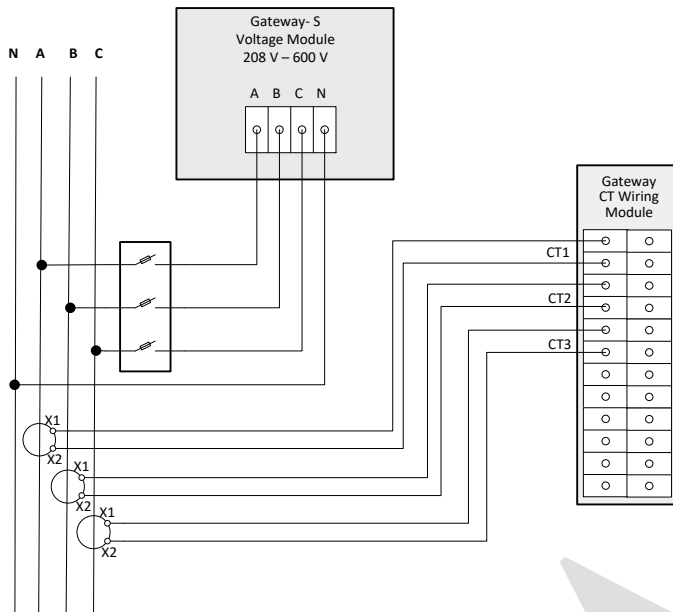 Gateway- S
Voltage Module
208 V – 600 V
N A B C
A B C N
Gateway
CT Wiring
Module
CT1
CT2
CT3
X1
X2
X1
X2
X1
X2